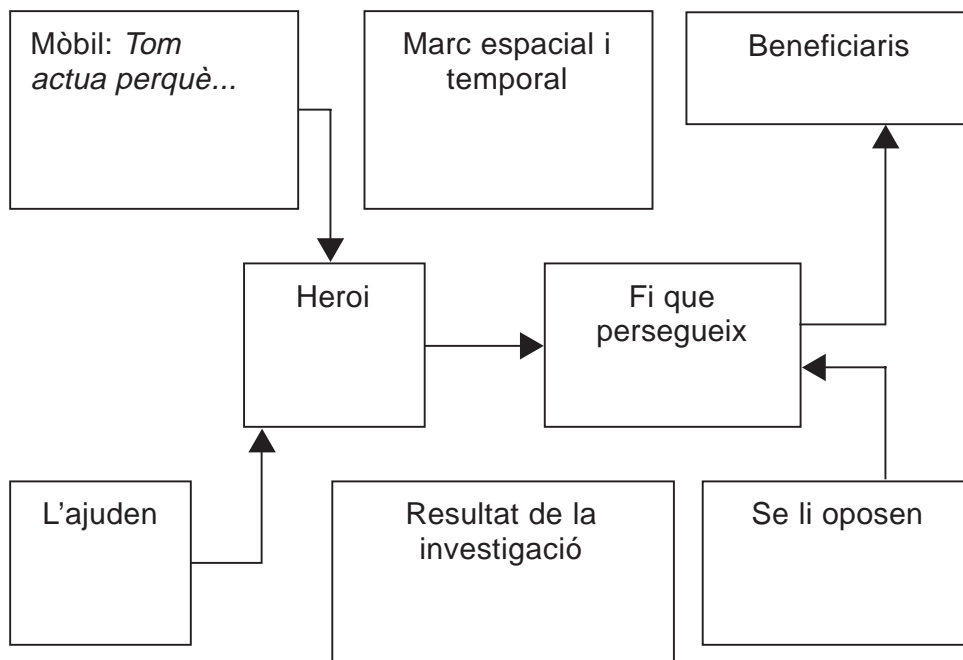 Mòbil: Tom
actua perquè...
Marc espacial i
temporal
Beneficiaris
Heroi
Fi que
persegueix
L'ajuden
Resultat de la
investigació
Se li oposen